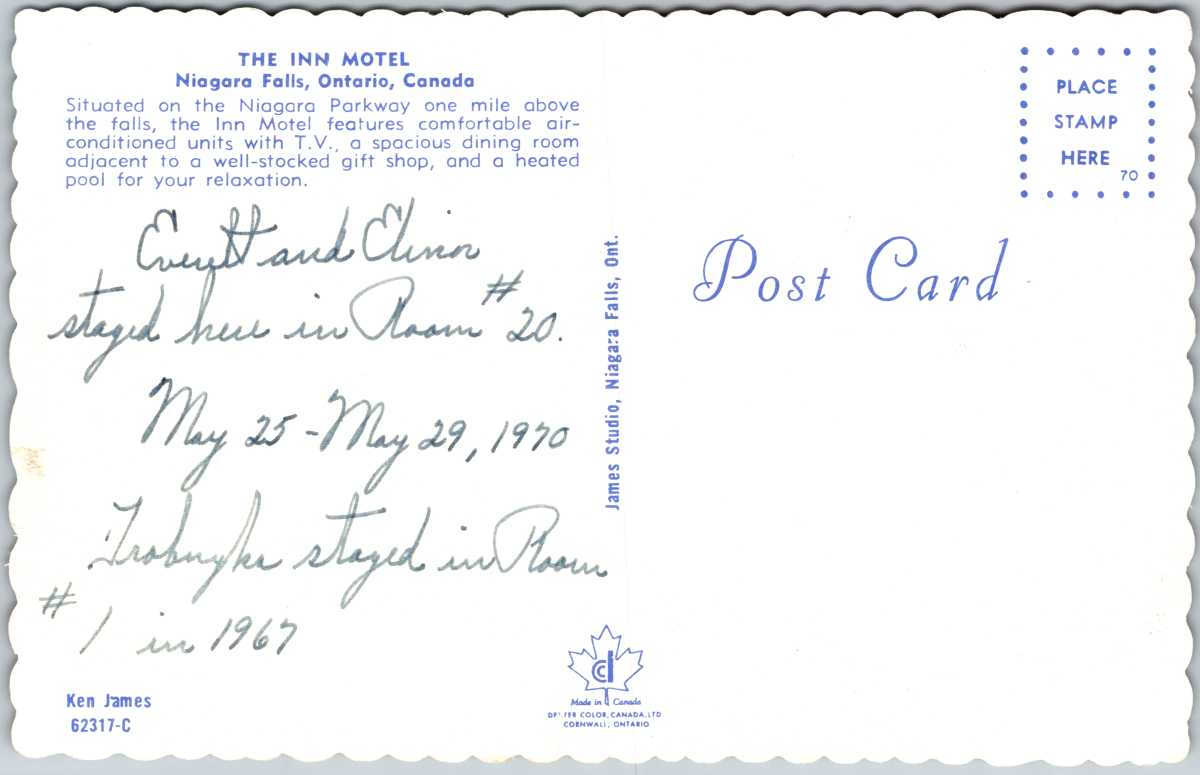 THE INN MOTEL
Niagara Falls, Ontario, Canada
Situated on the Niagara Parkway one mile above
the falls, the Inn Motel features comfortable air-
conditioned units with T.V., a spacious dining room
adjacent to a well-stocked gift shop, and a heated
pool for your relaxation.
Everett and Elinor
stayed here in Room #20.
May 25 - May 29, 1970
stayed in Room
#1 in 1967
Ken James
62317-C
James Studio, Niagara Falls, Ont.
Made in Canada
COLOR, CANADA, LTD
CORNWALL, ONTARIO
PLACE
STAMP
HERE
70
Post Card